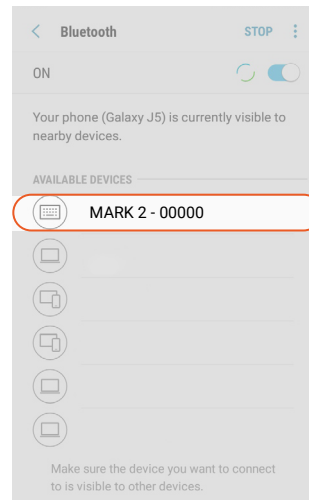 Bluetooth STOP
ON
Your phone (Galaxy J5) is currently visible to
nearby devices.
AVAILABLE DEVICES
MARK 2 - 00000
Make sure the device you want to connect
to is visible to other devices.